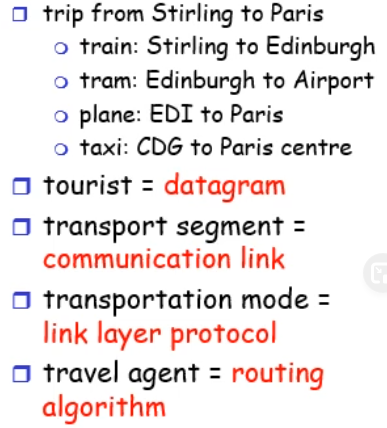 trip from Stirling to Paris
train: Stirling to Edinburgh
tram: Edinburgh to Airport
plane: EDI to Paris
taxi: CDG to Paris centre
tourist = datagram
transport segment =
communication link
transportation mode =
link layer protocol
travel agent = routing
algorithm